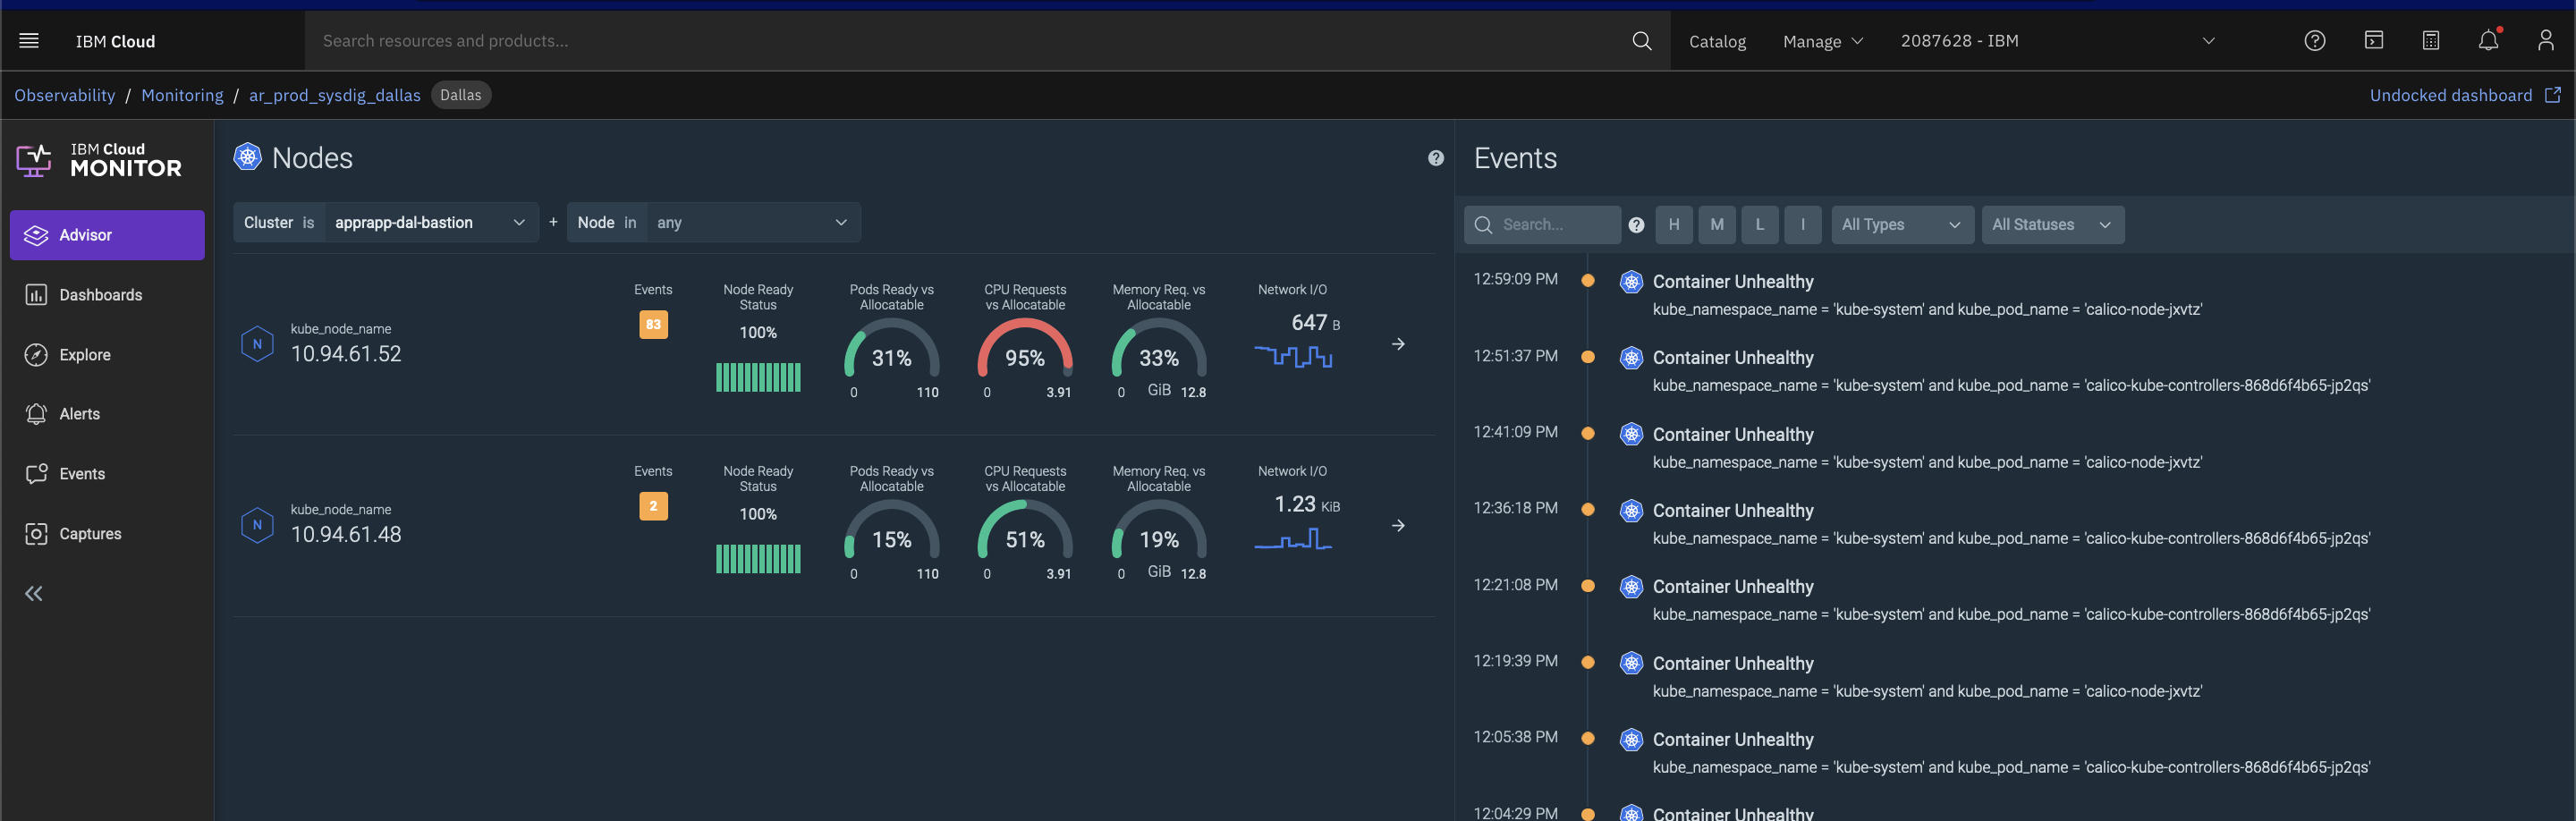 IBM Cloud
Search resources and products...
Catalog
Manage
2087628 - IBM
Observability / Monitoring / ar_prod_sysdig_dallas Dallas
Undocked dashboard
IBM Cloud
MONITOR
Advisor
Dashboards
Explore
Alerts
Events
Captures
Nodes
Cluster is apprapp-dal-bastion + Node in any
N
kube_node_name
10.94.61.52
Events
83
Node Ready
Status
100%
Pods Ready vs
Allocatable
31%
0 110
CPU Requests
vs Allocatable
95%
0 3.91
Memory Req. vs
Allocatable
33%
0 GiB 12.8
Network I/O
647 B
N
kube_node_name
10.94.61.48
Events
2
Node Ready
Status
100%
Pods Ready vs
Allocatable
15%
0 110
CPU Requests
vs Allocatable
51%
0 3.91
Memory Req. vs
Allocatable
19%
0 GiB 12.8
Network I/O
1.23 KiB
Events
Search... H M L I All Types All Statuses
12:59:09 PM Container Unhealthy
kube_namespace_name = 'kube-system' and kube_pod_name = 'calico-node-jxvtz'
12:51:37 PM Container Unhealthy
kube_namespace_name = 'kube-system' and kube_pod_name = 'calico-kube-controllers-868d6f4b65-jp2qs'
12:41:09 PM Container Unhealthy
kube_namespace_name = 'kube-system' and kube_pod_name = 'calico-node-jxvtz'
12:36:18 PM Container Unhealthy
kube_namespace_name = 'kube-system' and kube_pod_name = 'calico-kube-controllers-868d6f4b65-jp2qs'
12:21:08 PM Container Unhealthy
kube_namespace_name = 'kube-system' and kube_pod_name = 'calico-kube-controllers-868d6f4b65-jp2qs'
12:19:39 PM Container Unhealthy
kube_namespace_name = 'kube-system' and kube_pod_name = 'calico-node-jxvtz'
12:05:38 PM Container Unhealthy
kube_namespace_name = 'kube-system' and kube_pod_name = 'calico-kube-controllers-868d6f4b65-jp2qs'
12:04:29 PM Container Unhealthy